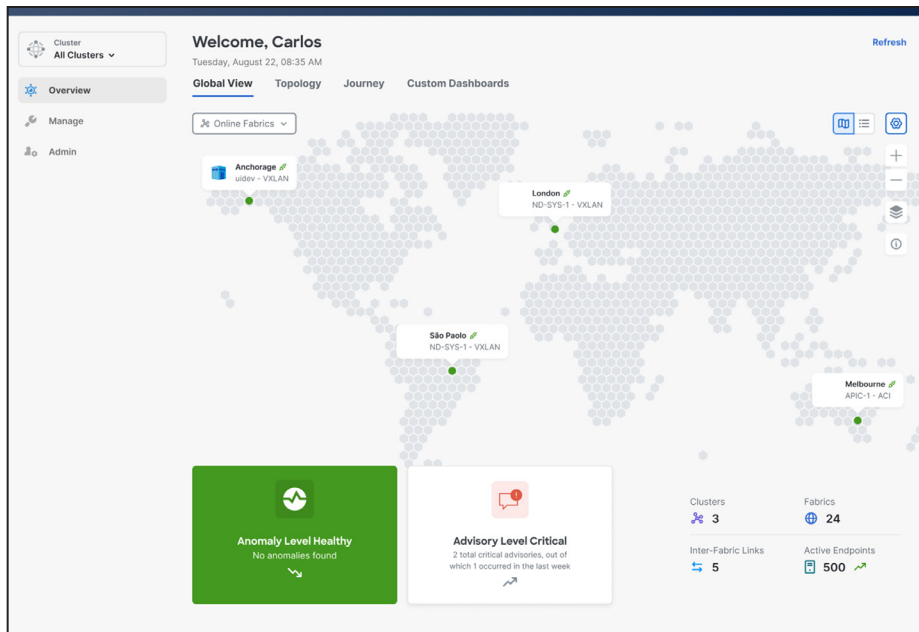 Cluster
All Clusters
Overview
Manage
Admin
Welcome, Carlos
Refresh
Tuesday, August 22, 08:35 AM
Global View
Topology
Journey
Custom Dashboards
Online Fabrics
Anchorage
uidev - VXLAN
London
ND-SYS-1 - VXLAN
São Paolo
ND-SYS-1 - VXLAN
Melbourne
APIC-1 - ACI
Anomaly Level Healthy
No anomalies found
Advisory Level Critical
2 total critical advisories, out of
which 1 occurred in the last week
Clusters
3
Fabrics
24
Inter-Fabric Links
5
Active Endpoints
500